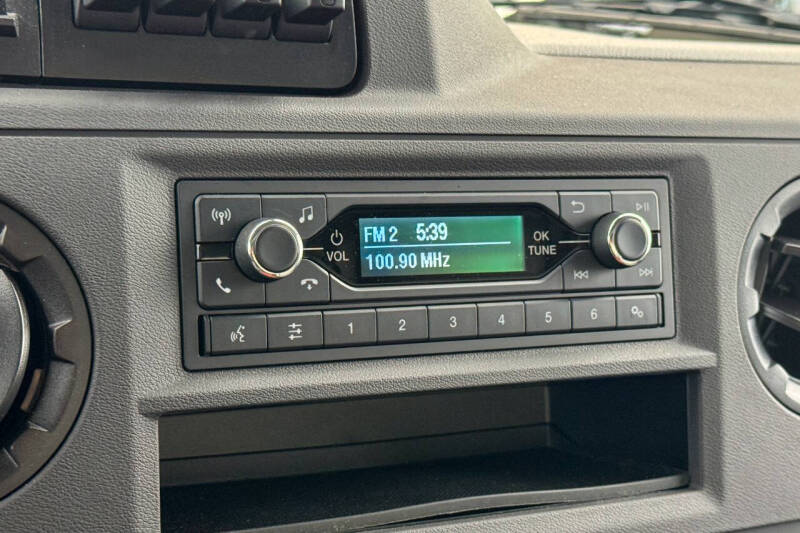 FM 2 5:39
100.90 MHz
VOL
OK
TUNE
1 2 3 4 5 6